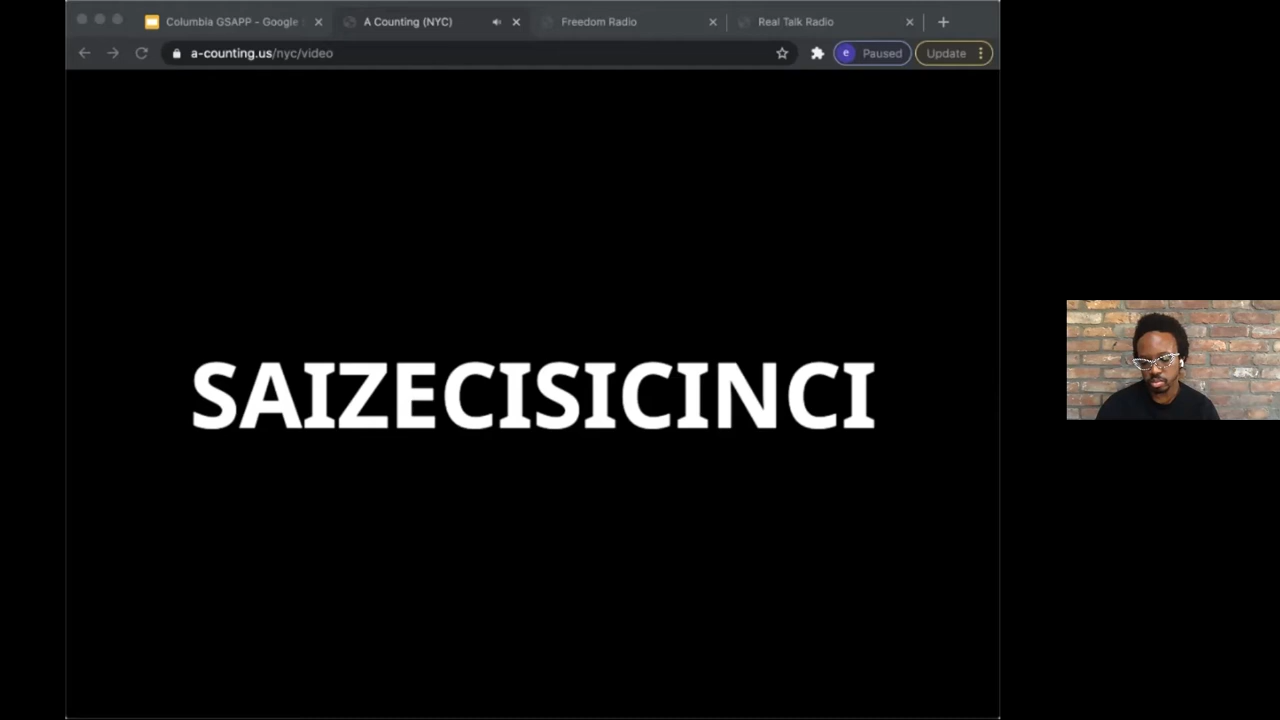 Columbia GSAPP - Google
A Counting (NYC)
Freedom Radio
Real Talk Radio
a-counting.us/nyc/video
e
Paused
Update
SAIZECISICINCI